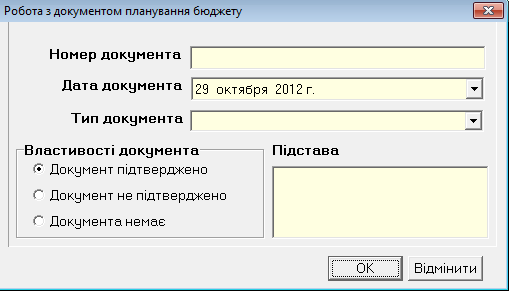 Робота з документом планування бюджету
Номер документа
Дата документа
29 октября 2012 г.
Тип документа
Властивості документа
Документ підтверджено
Документ не підтверджено
Документа немає
Підстава
OK
Відмінити